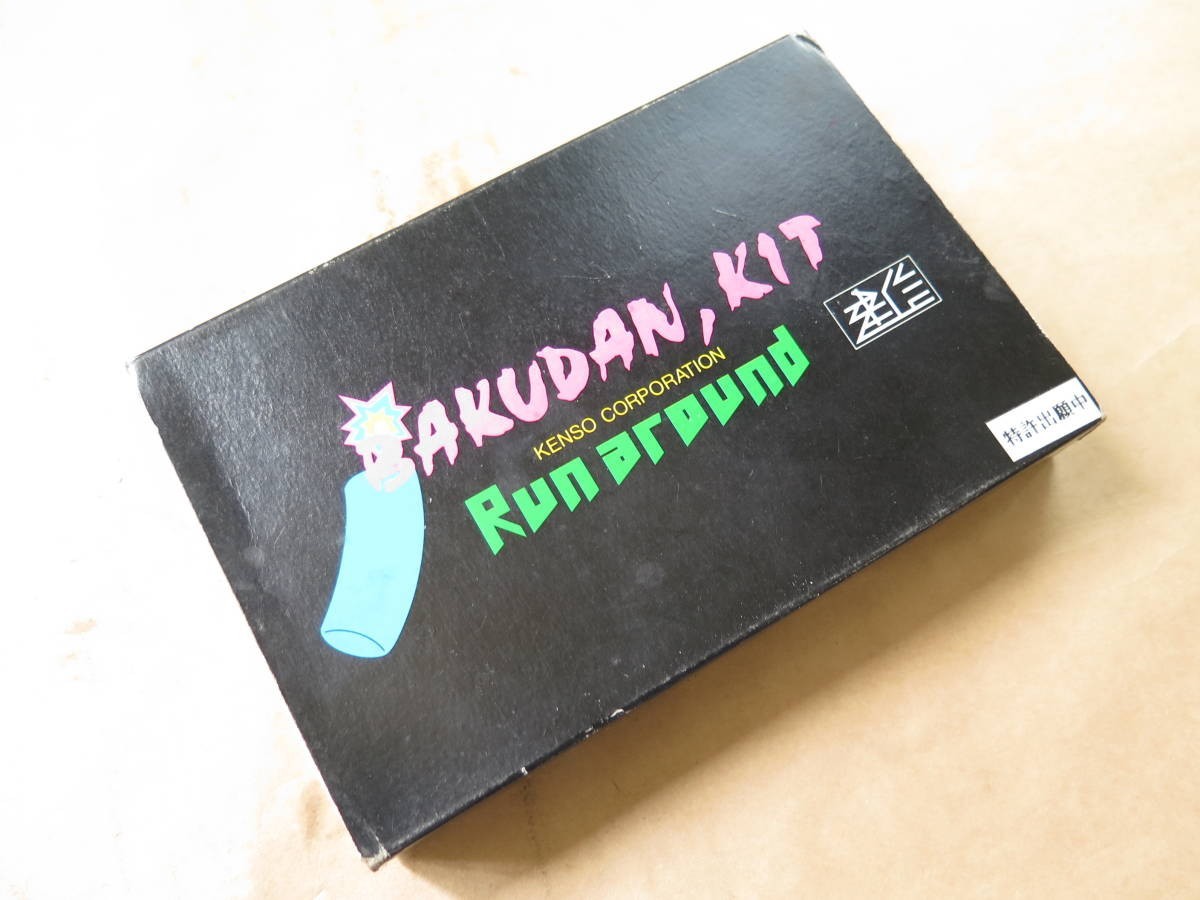 BAKUDAN, KIT
KENSO CORPORATION
Run around
特許出願中